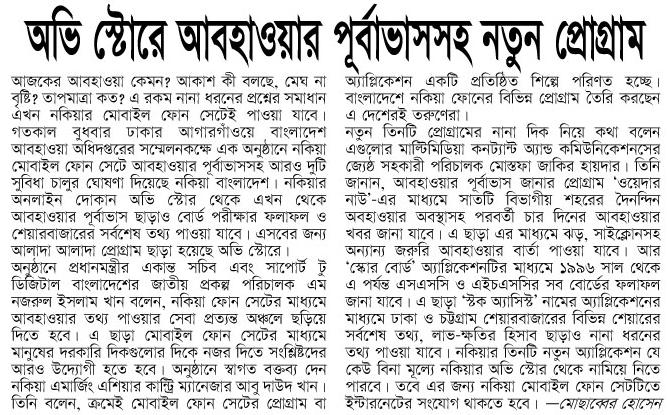 অভি স্টোরে আবহাওয়ার পূর্বাভাসসহ নতুন প্রোগ্রাম
আজকের আবহাওয়া কেমন? আকাশ কী বলছে, মেঘ না
বৃষ্টি? তাপমাত্রা কত? এ রকম নানা ধরনের প্রশ্নের সমাধান
এখন নকিয়ার মোবাইল ফোন সেটেই পাওয়া যাবে।
গতকাল বুধবার ঢাকার আগারগাঁওয়ে বাংলাদেশ
আবহাওয়া অধিদপ্তরের সম্মেলনকক্ষে এক অনুষ্ঠানে নকিয়া
মোবাইল ফোন সেটে আবহাওয়ার পূর্বাভাসসহ আরও দুটি
সুবিধা চালুর ঘোষণা দিয়েছে নকিয়া বাংলাদেশ। নকিয়ার
অনলাইন দোকান অভি স্টোর থেকে এখন থেকে
আবহাওয়ার পূর্বাভাস ছাড়াও বোর্ড পরীক্ষার ফলাফল ও
শেয়ারবাজারের সর্বশেষ তথ্য পাওয়া যাবে। এসবের জন্য
আলাদা আলাদা প্রোগ্রাম ছাড়া হয়েছে অভি স্টোরে।
অনুষ্ঠানে প্রধানমন্ত্রীর একান্ত সচিব এবং সাপোর্ট টু
ডিজিটাল বাংলাদেশের জাতীয় প্রকল্প পরিচালক এম
নজরুল ইসলাম খান বলেন, নকিয়া ফোন সেটের মাধ্যমে
আবহাওয়ার তথ্য পাওয়ার সেবা প্রত্যন্ত অঞ্চলে ছড়িয়ে
দিতে হবে। এ ছাড়া মোবাইল ফোন সেটের মাধ্যমে
মানুষের দরকারি দিকগুলোর দিকে নজর দিতে সংশ্লিষ্টদের
আরও উদ্যোগী হতে হবে। অনুষ্ঠানে স্বাগত বক্তব্য দেন
নকিয়া এমার্জিং এশিয়ার কান্ট্রি ম্যানেজার আবু দাউদ খান।
তিনি বলেন, ক্রমেই মোবাইল ফোন সেটের প্রোগ্রাম বা
অ্যাপ্লিকেশন একটি প্রতিষ্ঠিত শিল্পে পরিণত হচ্ছে।
বাংলাদেশে নকিয়া ফোনের বিভিন্ন প্রোগ্রাম তৈরি করছেন
এ দেশেরই তরুণেরা।
নতুন তিনটি প্রোগ্রামের নানা দিক নিয়ে কথা বলেন
এগুলোর মাল্টিমিডিয়া কনট্যান্ট অ্যান্ড কমিউনিকেশনসের
জ্যেষ্ঠ সহকারী পরিচালক মোস্তফা জাকির হায়দার। তিনি
জানান, আবহাওয়ার পূর্বাভাস জানার প্রোগ্রাম ‘ওয়েদার
নাউ’-এর মাধ্যমে সাতটি বিভাগীয় শহরের দৈনন্দিন
অবহাওয়ার অবস্থাসহ পরবর্তী চার দিনের আবহাওয়ার
খবর জানা যাবে। এ ছাড়া এর মাধ্যমে ঝড়, সাইক্লোনসহ
অন্যান্য জরুরি আবহাওয়ার বার্তা পাওয়া যাবে। আর
‘স্কোর বোর্ড’ অ্যাপ্লিকেশনটির মাধ্যমে ১৯৯৬ সাল থেকে
এ পর্যন্ত এসএসসি ও এইচএসসির সব বোর্ডের ফলাফল
জানা যাবে। এ ছাড়া ‘স্টক অ্যাসিস্ট’ নামের অ্যাপ্লিকেশনের
মাধ্যমে ঢাকা ও চট্টগ্রাম শেয়ারবাজারের বিভিন্ন শেয়ারের
সর্বশেষ তথ্য, লাভ-ক্ষতির হিসাব ছাড়াও নানা ধরনের
তথ্য পাওয়া যাবে। নকিয়ার তিনটি নতুন অ্যাপ্লিকেশন যে
কেউ বিনা মূল্যে নকিয়ার অভি স্টোর থেকে নামিয়ে নিতে
পারবে। তবে এর জন্য নকিয়া মোবাইল ফোন সেটটিতে
ইন্টারনেটের সংযোগ থাকতে হবে। —মোছাব্বের হোসেন